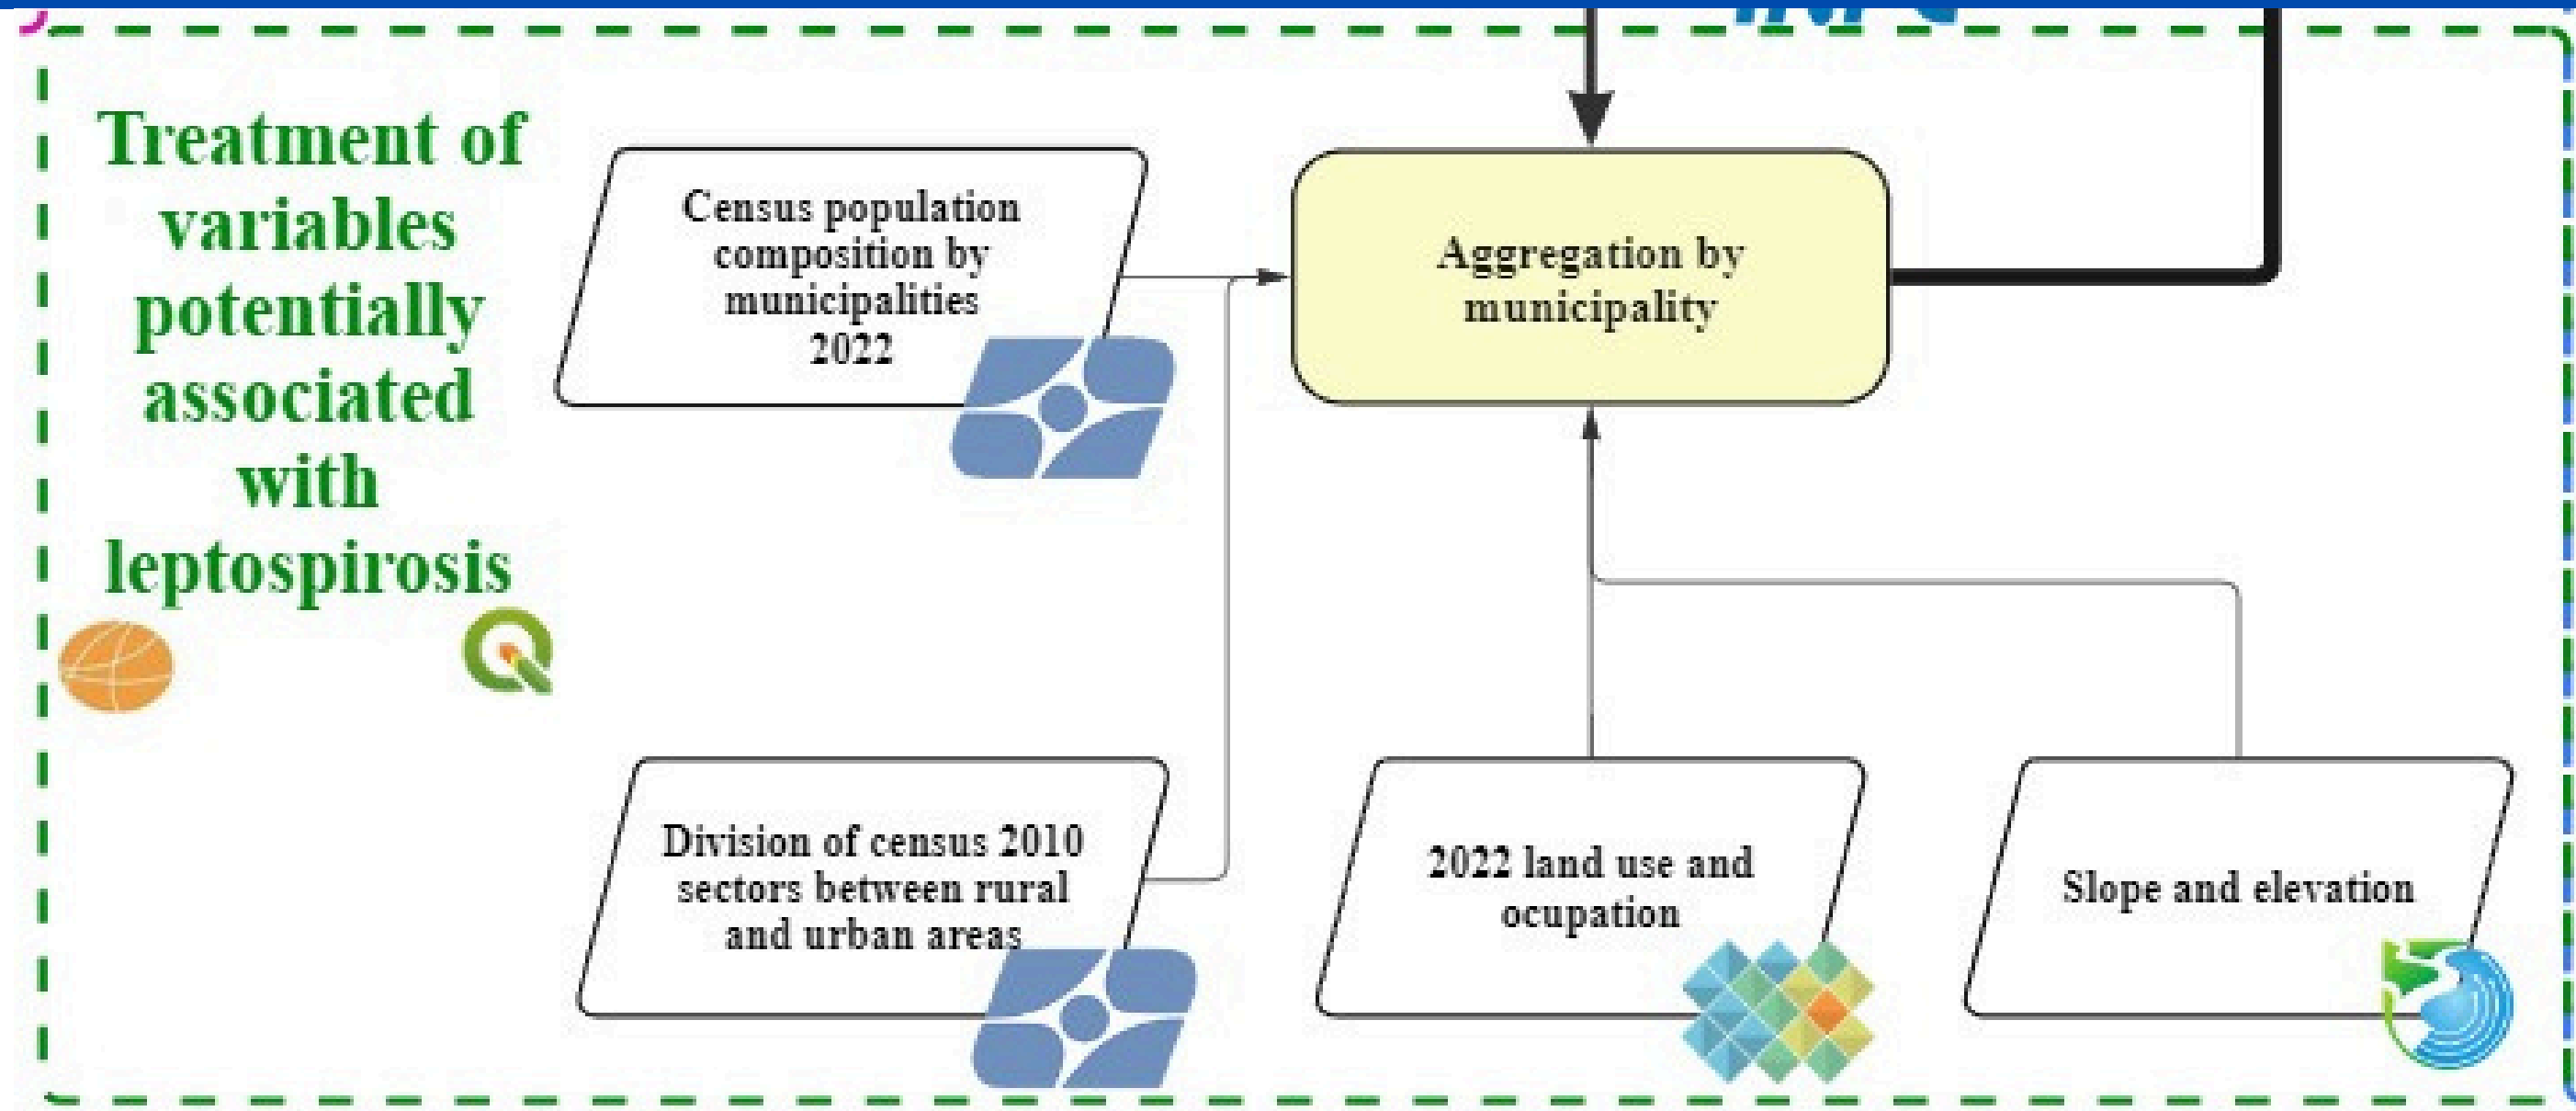 Treatment of
variables
potentially
associated
with
leptospirosis
Census population
composition by
municipalities
2022
Aggregation by
municipality
Division of census 2010
sectors between rural
and urban areas
2022 land use and
ocupation
Slope and elevation